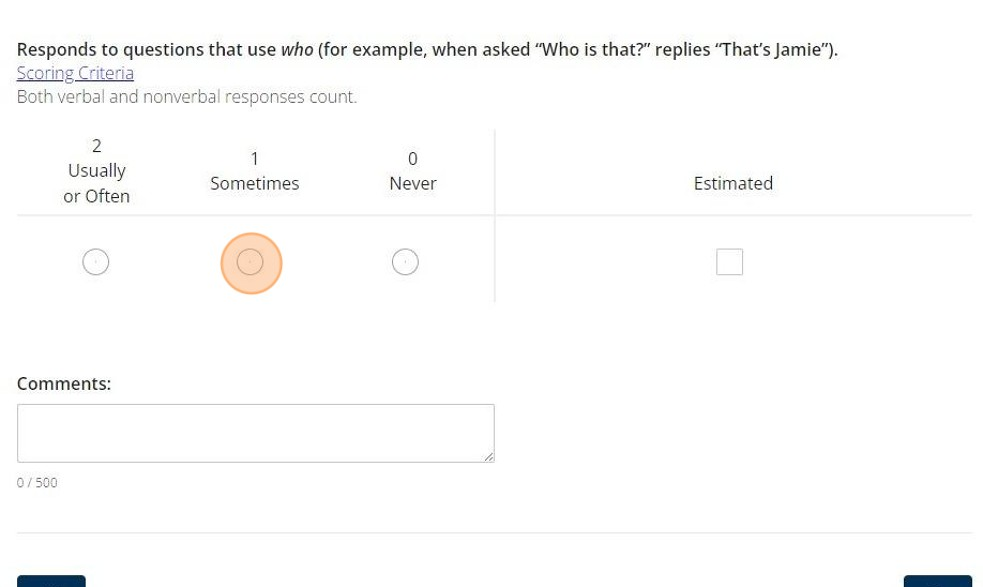 Responds to questions that use who (for example, when asked “Who is that?” replies “That’s Jamie”).
Scoring Criteria
Both verbal and nonverbal responses count.
2
Usually
or Often
1
Sometimes
0
Never
Estimated
Comments:
0 / 500